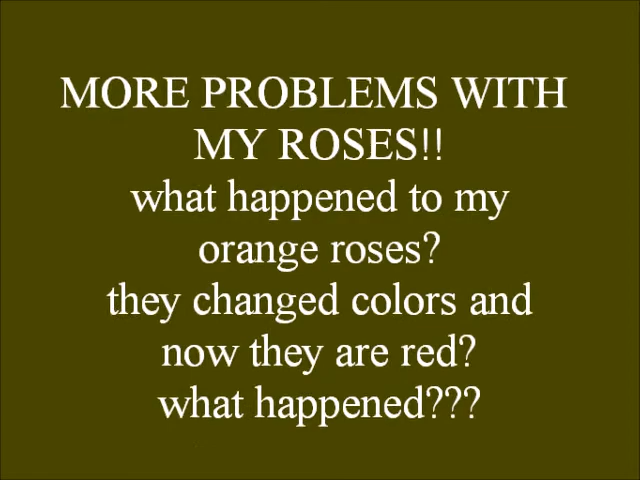 MORE PROBLEMS WITH
MY ROSES!!
what happened to my
orange roses?
they changed colors and
now they are red?
what happened???